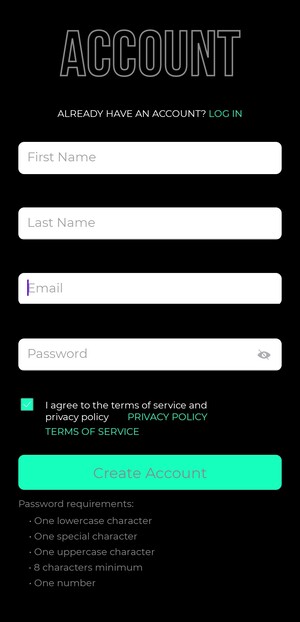 ACCOUNT
ALREADY HAVE AN ACCOUNT? LOG IN
First Name
Last Name
Email
Password
I agree to the terms of service and
privacy policy PRIVACY POLICY
TERMS OF SERVICE
Create Account
Password requirements:
• One lowercase character
• One special character
• One uppercase character
• 8 characters minimum
• One number